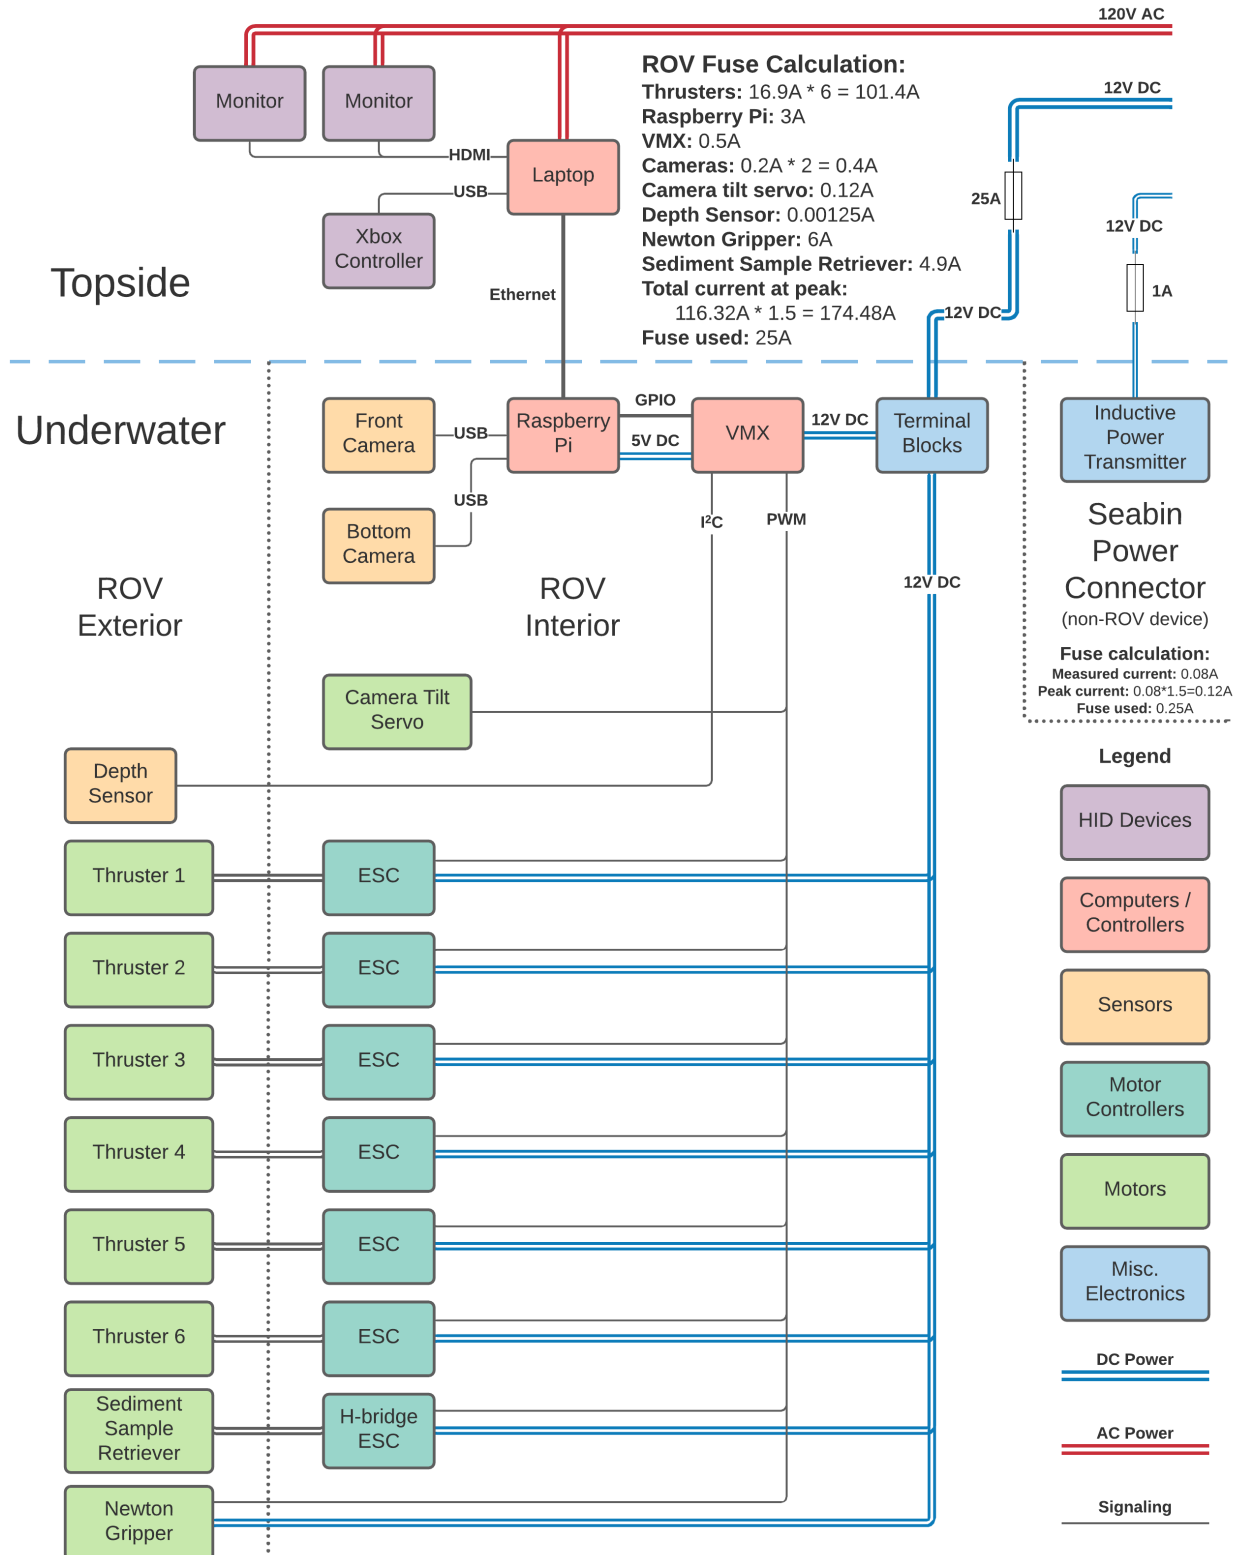 120V AC
ROV Fuse Calculation:
Thrusters: 16.9A * 6 = 101.4A
Raspberry Pi: 3A
VMX: 0.5A
Cameras: 0.2A * 2 = 0.4A
Camera tilt servo: 0.12A
Depth Sensor: 0.00125A
Newton Gripper: 6A
Sediment Sample Retriever: 4.9A
Total current at peak:
116.32A * 1.5 = 174.48A
Fuse used: 25A
12V DC
25A
12V DC
12V DC
1A
Monitor
Monitor
HDMI
Laptop
USB
Xbox
Controller
Topside
Ethernet
Underwater
Front
Camera
USB
Raspberry
Pi
GPIO
5V DC
VMX
12V DC
Terminal
Blocks
Inductive
Power
Transmitter
USB
Bottom
Camera
I²C
PWM
12V DC
Seabin
Power
Connector
(non-ROV device)
Fuse calculation:
Measured current: 0.08A
Peak current: 0.08*1.5=0.12A
Fuse used: 0.25A
ROV
Exterior
ROV
Interior
Camera Tilt
Servo
Depth
Sensor
Thruster 1
ESC
Thruster 2
ESC
Thruster 3
ESC
Thruster 4
ESC
Thruster 5
ESC
Thruster 6
ESC
Sediment
Sample
Retriever
H-bridge
ESC
Newton
Gripper
Legend
HID Devices
Computers /
Controllers
Sensors
Motor
Controllers
Motors
Misc.
Electronics
DC Power
AC Power
Signaling